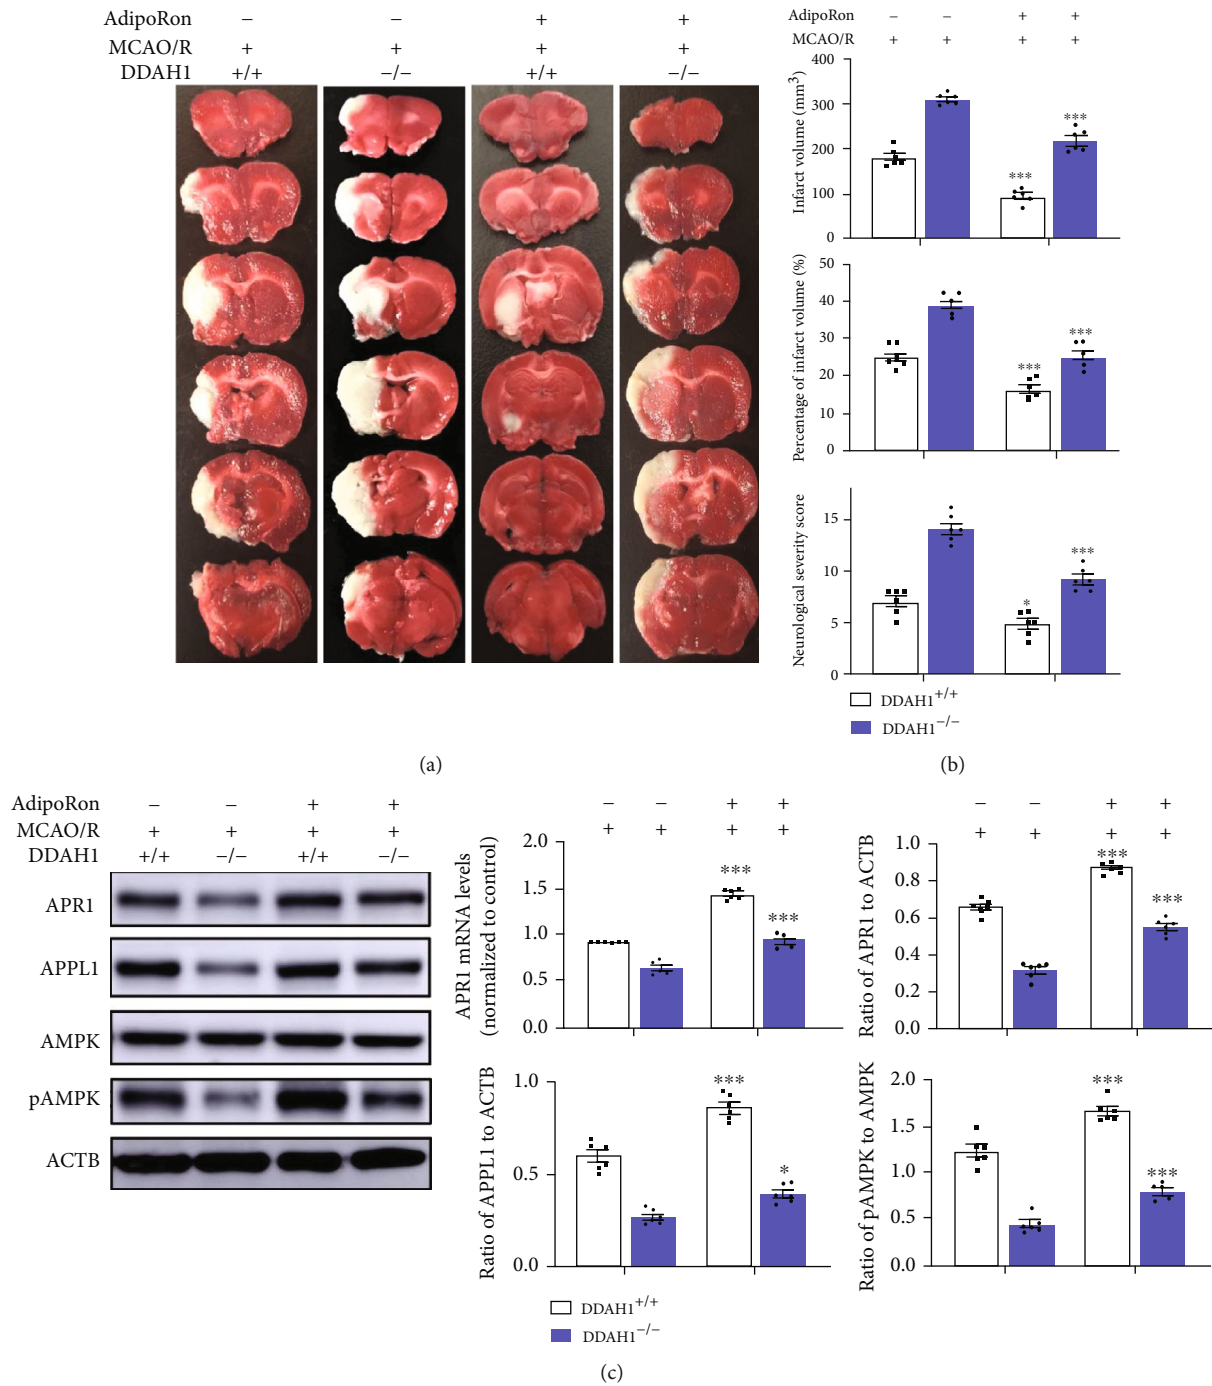 AdipoRon − − + +
MCAO/R + + + +
DDAH1 +/+ −/− +/+ −/−
(a)
AdipoRon − − + +
MCAO/R + + + +
Infarct volume (mm³)
400
300
200
100
0
***
***
Percentage of infarct volume (%)
50
40
30
20
10
0
***
***
Neurological severity score
15
10
5
0
*
***
DDAH1+/+
DDAH1−/−
(b)
AdipoRon − − + +
MCAO/R + + + +
DDAH1 +/+ −/− +/+ −/−
APR1
APPL1
AMPK
pAMPK
ACTB
− − + +
+ + + +
APR1 mRNA levels
(normalized to control)
2.0
1.5
1.0
0.5
0.0
***
***
− − + +
+ + + +
Ratio of APR1 to ACTB
1.0
0.8
0.6
0.4
0.2
0.0
***
***
Ratio of APPL1 to ACTB
1.0
0.5
0.0
***
*
Ratio of pAMPK to AMPK
2.0
1.5
1.0
0.5
0.0
***
***
DDAH1+/+
DDAH1−/−
(c)